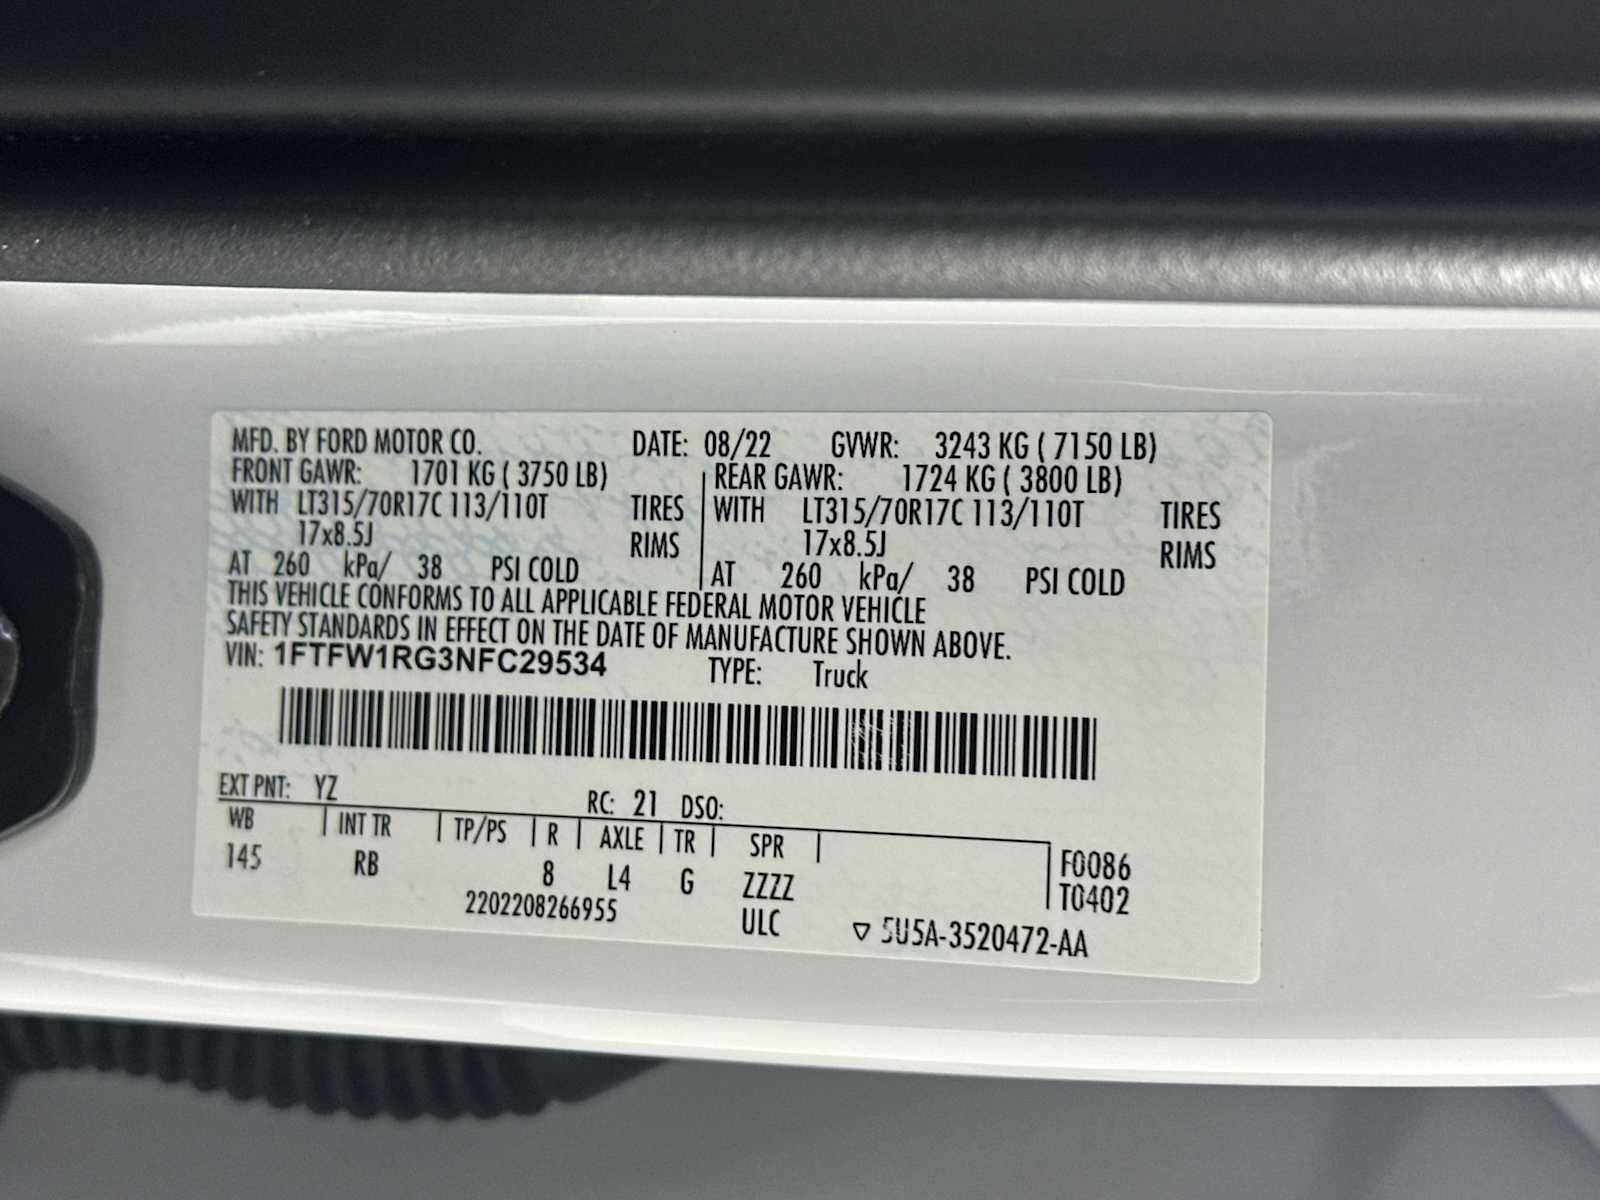 MFD. BY FORD MOTOR CO. DATE: 08/22 GVWR: 3243 KG ( 7150 LB)
FRONT GAWR: 1701 KG ( 3750 LB) REAR GAWR: 1724 KG ( 3800 LB)
WITH LT315/70R17C 113/110T TIRES WITH LT315/70R17C 113/110T TIRES
17x8.5J RIMS 17x8.5J RIMS
AT 260 kPa/ 38 PSI COLD AT 260 kPa/ 38 PSI COLD
THIS VEHICLE CONFORMS TO ALL APPLICABLE FEDERAL MOTOR VEHICLE
SAFETY STANDARDS IN EFFECT ON THE DATE OF MANUFACTURE SHOWN ABOVE.
VIN: 1FTFW1RG3NFC29534 TYPE: Truck
EXT PNT: YZ RC: 21 DSO:
WB INT TR TP/PS R AXLE TR SPR F0086
145 RB 8 L4 G ZZZZ T0402
2202208266955 ULC ▽ 5U5A-3520472-AA